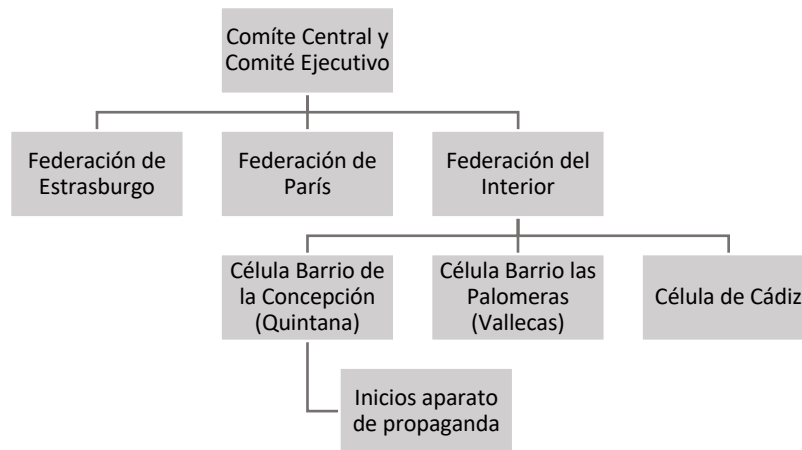 Comíte Central y
Comité Ejecutivo
Federación de
Estrasburgo
Federación de
París
Federación del
Interior
Célula Barrio de
la Concepción
(Quintana)
Célula Barrio las
Palomeras
(Vallecas)
Célula de Cádiz
Inicios aparato
de propaganda